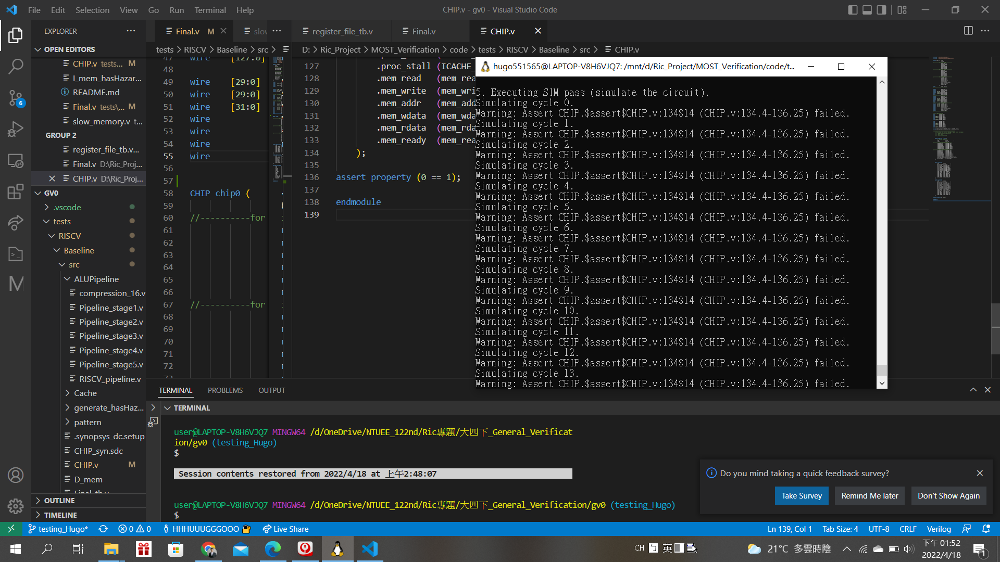 File Edit Selection View Go Run Terminal Help
CHIP.v - gv0 - Visual Studio Code
EXPLORER
OPEN EDITORS
CHIP.v tests... M
I_mem_hasHazar...
README.md
Final.v tests\... M
slow_memory.v t...
GROUP 2
register_file_tb.v...
Final.v D:\Ric_Proj...
CHIP.v D:\Ric_Proj...
GV0
.vscode
tests
RISCV
Baseline
src
ALUPipeline
compression_16.v
Pipeline_stage1.v
Pipeline_stage2.v
Pipeline_stage3.v
Pipeline_stage4.v
Pipeline_stage5.v
RISCV_pipeline.v
Cache
generate_hasHaz...
pattern
.synopsys_dc.setup
CHIP_syn.sdc
CHIP.v M
D_mem
Final_tb.v
OUTLINE
TIMELINE
Final.v M
slow
tests > RISCV > Baseline > src >
47 wire [127:0]
48
49 wire [29:0]
50 wire [29:0]
51 wire [31:0]
52 wire
53 wire
54 wire
55 wire
56
57
58 CHIP chip0 (
59
60 //----------for
61
62
63
64
65
66
67 //----------for
68
69
70
71
72
register_file_tb.v
Final.v
CHIP.v
D: > Ric_Project > MOST_Verification > code > tests > RISCV > Baseline > src > CHIP.v
127 .proc_stall (ICACHE_
128 .mem_read (mem_rea
129 .mem_write (mem_wri
130 .mem_addr (mem_add
131 .mem_wdata (mem_wda
132 .mem_rdata (mem_rda
133 .mem_ready (mem_rea
134 );
135
136 assert property (0 == 1);
137
138 endmodule
139
hugo551565@LAPTOP-V8H6VJQ7: /mnt/d/Ric_Project/MOST_Verification/code/t...
5. Executing SIM pass (simulate the circuit).
Simulating cycle 0.
Warning: Assert CHIP.$assert$CHIP.v:134$14 (CHIP.v:134.4-136.25) failed.
Simulating cycle 1.
Warning: Assert CHIP.$assert$CHIP.v:134$14 (CHIP.v:134.4-136.25) failed.
Simulating cycle 2.
Warning: Assert CHIP.$assert$CHIP.v:134$14 (CHIP.v:134.4-136.25) failed.
Simulating cycle 3.
Warning: Assert CHIP.$assert$CHIP.v:134$14 (CHIP.v:134.4-136.25) failed.
Simulating cycle 4.
Warning: Assert CHIP.$assert$CHIP.v:134$14 (CHIP.v:134.4-136.25) failed.
Simulating cycle 5.
Warning: Assert CHIP.$assert$CHIP.v:134$14 (CHIP.v:134.4-136.25) failed.
Simulating cycle 6.
Warning: Assert CHIP.$assert$CHIP.v:134$14 (CHIP.v:134.4-136.25) failed.
Simulating cycle 7.
Warning: Assert CHIP.$assert$CHIP.v:134$14 (CHIP.v:134.4-136.25) failed.
Simulating cycle 8.
Warning: Assert CHIP.$assert$CHIP.v:134$14 (CHIP.v:134.4-136.25) failed.
Simulating cycle 9.
Warning: Assert CHIP.$assert$CHIP.v:134$14 (CHIP.v:134.4-136.25) failed.
Simulating cycle 10.
Warning: Assert CHIP.$assert$CHIP.v:134$14 (CHIP.v:134.4-136.25) failed.
Simulating cycle 11.
Warning: Assert CHIP.$assert$CHIP.v:134$14 (CHIP.v:134.4-136.25) failed.
Simulating cycle 12.
Warning: Assert CHIP.$assert$CHIP.v:134$14 (CHIP.v:134.4-136.25) failed.
Simulating cycle 13.
Warning: Assert CHIP.$assert$CHIP.v:134$14 (CHIP.v:134.4-136.25) failed.
TERMINAL PROBLEMS OUTPUT
TERMINAL
user@LAPTOP-V8H6VJQ7 MINGW64 /d/OneDrive/NTUEE_122nd/Ric專題/大四下_General_Verificat
ion/gv0 (testing_Hugo)
$
Session contents restored from 2022/4/18 at 上午2:48:07
user@LAPTOP-V8H6VJQ7 MINGW64 /d/OneDrive/NTUEE_122nd/Ric專題/大四下_General_Verification/gv0 (testing_Hugo)
$
Do you mind taking a quick feedback survey?
Take Survey
Remind Me later
Don't Show Again
6
testing_Hugo* 0 0 HHHUUUGGGOOO Live Share
Ln 139, Col 1 Tab Size: 4 UTF-8 CRLF Verilog
CH ㄅ 英
21°C 多雲時陰
下午 01:52
2022/4/18
1